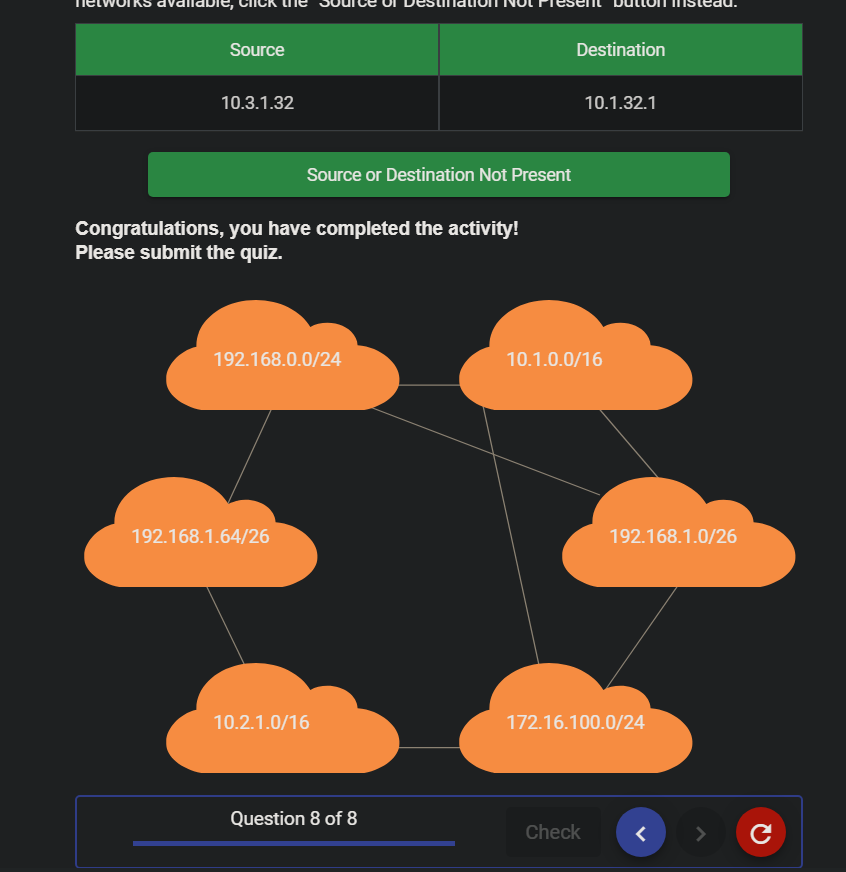 networks available, click the "Source or Destination Not Present" button instead.
Source Destination
10.3.1.32 10.1.32.1
Source or Destination Not Present
Congratulations, you have completed the activity!
Please submit the quiz.
192.168.0.0/24 10.1.0.0/16
192.168.1.64/26 192.168.1.0/26
10.2.1.0/16 172.16.100.0/24
Question 8 of 8 Check